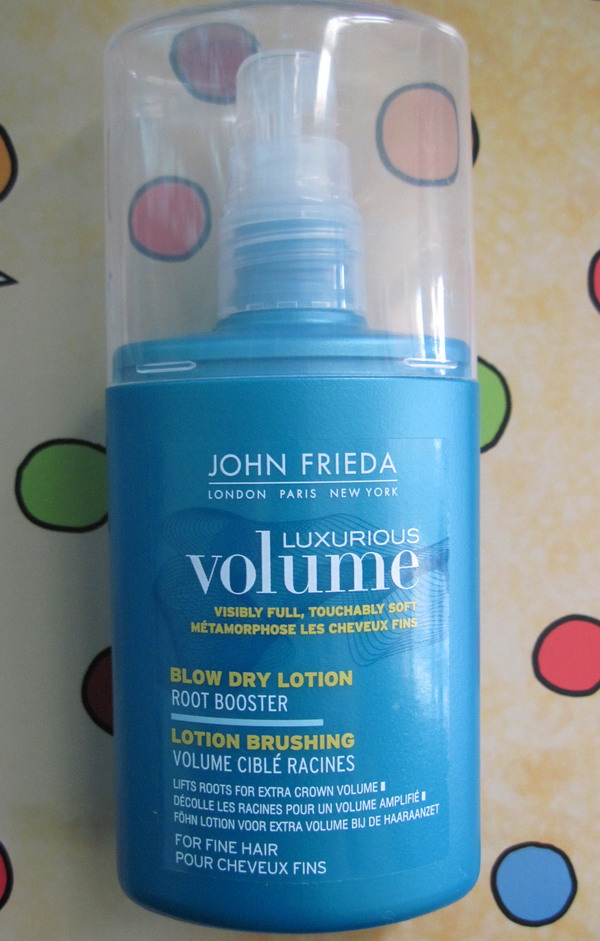 JOHN FRIEDA
LONDON PARIS NEW YORK
LUXURIOUS
volume
VISIBLY FULL, TOUCHABLY SOFT
MÉTAMORPHOSE LES CHEVEUX FINS
BLOW DRY LOTION
ROOT BOOSTER
LOTION BRUSHING
VOLUME CIBLÉ RACINES
LIFTS ROOTS FOR EXTRA CROWN VOLUME
DÉCOLLE LES RACINES POUR UN VOLUME AMPLIFIÉ
FÖHN LOTION VOOR EXTRA VOLUME BIJ DE HAARAANZET
FOR FINE HAIR
POUR CHEVEUX FINS